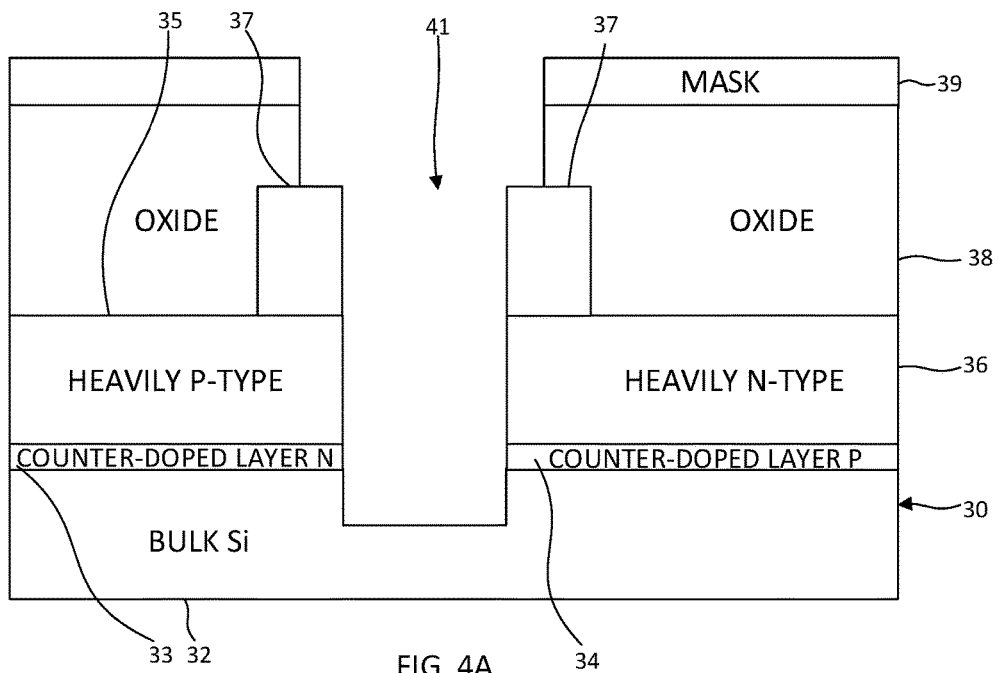 35
37
41
37
MASK
39
OXIDE
OXIDE
38
HEAVILY P-TYPE
HEAVILY N-TYPE
36
COUNTER-DOPED LAYER N
COUNTER-DOPED LAYER P
30
BULK Si
33
32
34
FIG. 4A